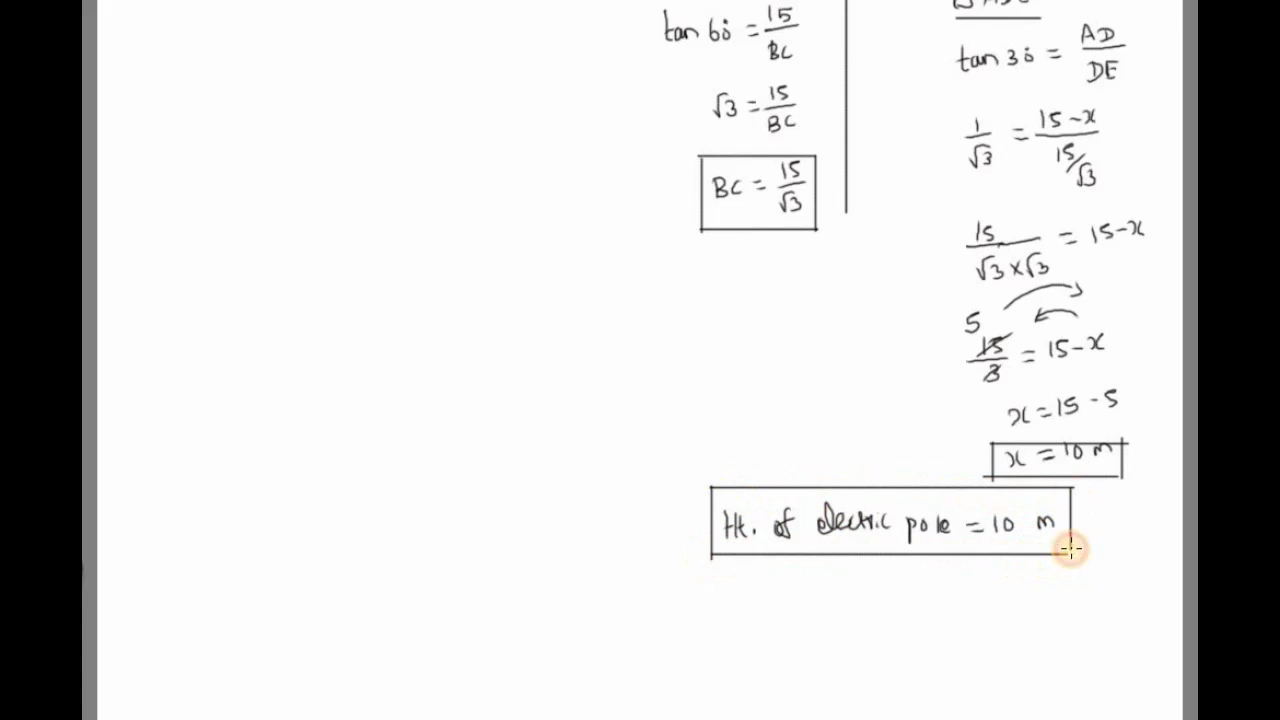 tan 60° = 15/BC
√3 = 15/BC
BC = 15/√3
tan 30° = AD/DE
1/√3 = (15-x)/(15/√3)
15/(√3×√3) = 15-x
5
15/3 = 15-x
x = 15-5
x = 10 m
Ht. of electric pole = 10 m